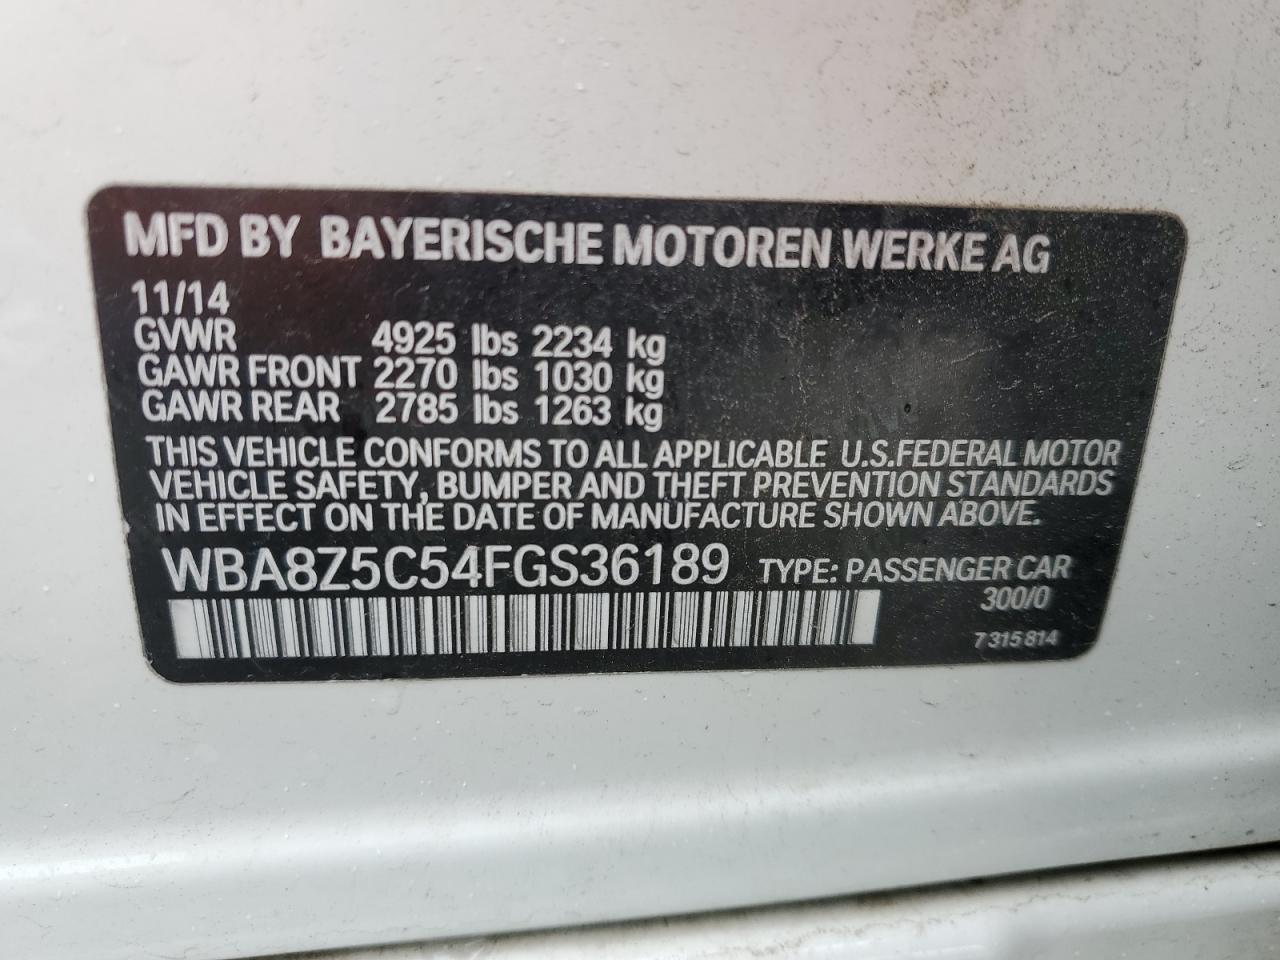 MFD BY BAYERISCHE MOTOREN WERKE AG
11/14
GVWR 4925 lbs 2234 kg
GAWR FRONT 2270 lbs 1030 kg
GAWR REAR 2785 lbs 1263 kg
THIS VEHICLE CONFORMS TO ALL APPLICABLE U.S.FEDERAL MOTOR
VEHICLE SAFETY, BUMPER AND THEFT PREVENTION STANDARDS
IN EFFECT ON THE DATE OF MANUFACTURE SHOWN ABOVE.
WBA8Z5C54FGS36189 TYPE: PASSENGER CAR
300/0
7 315 814